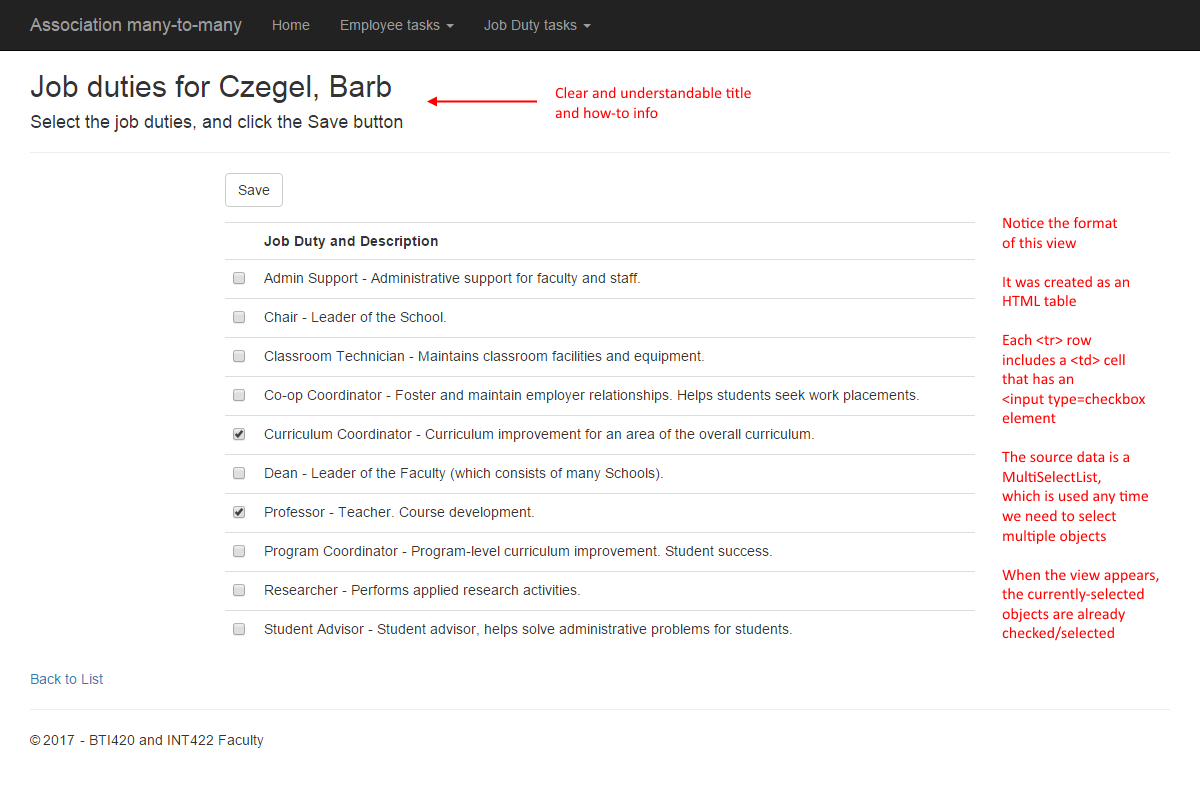 Association many-to-many Home Employee tasks Job Duty tasks
Job duties for Czegel, Barb
Select the job duties, and click the Save button
Clear and understandable title
and how-to info
Save
Job Duty and Description
Admin Support - Administrative support for faculty and staff.
Chair - Leader of the School.
Classroom Technician - Maintains classroom facilities and equipment.
Co-op Coordinator - Foster and maintain employer relationships. Helps students seek work placements.
Curriculum Coordinator - Curriculum improvement for an area of the overall curriculum.
Dean - Leader of the Faculty (which consists of many Schools).
Professor - Teacher. Course development.
Program Coordinator - Program-level curriculum improvement. Student success.
Researcher - Performs applied research activities.
Student Advisor - Student advisor, helps solve administrative problems for students.
Notice the format
of this view
It was created as an
HTML table
Each <tr> row
includes a <td> cell
that has an
<input type=checkbox
element
The source data is a
MultiSelectList,
which is used any time
we need to select
multiple objects
When the view appears,
the currently-selected
objects are already
checked/selected
Back to List
© 2017 - BTI420 and INT422 Faculty